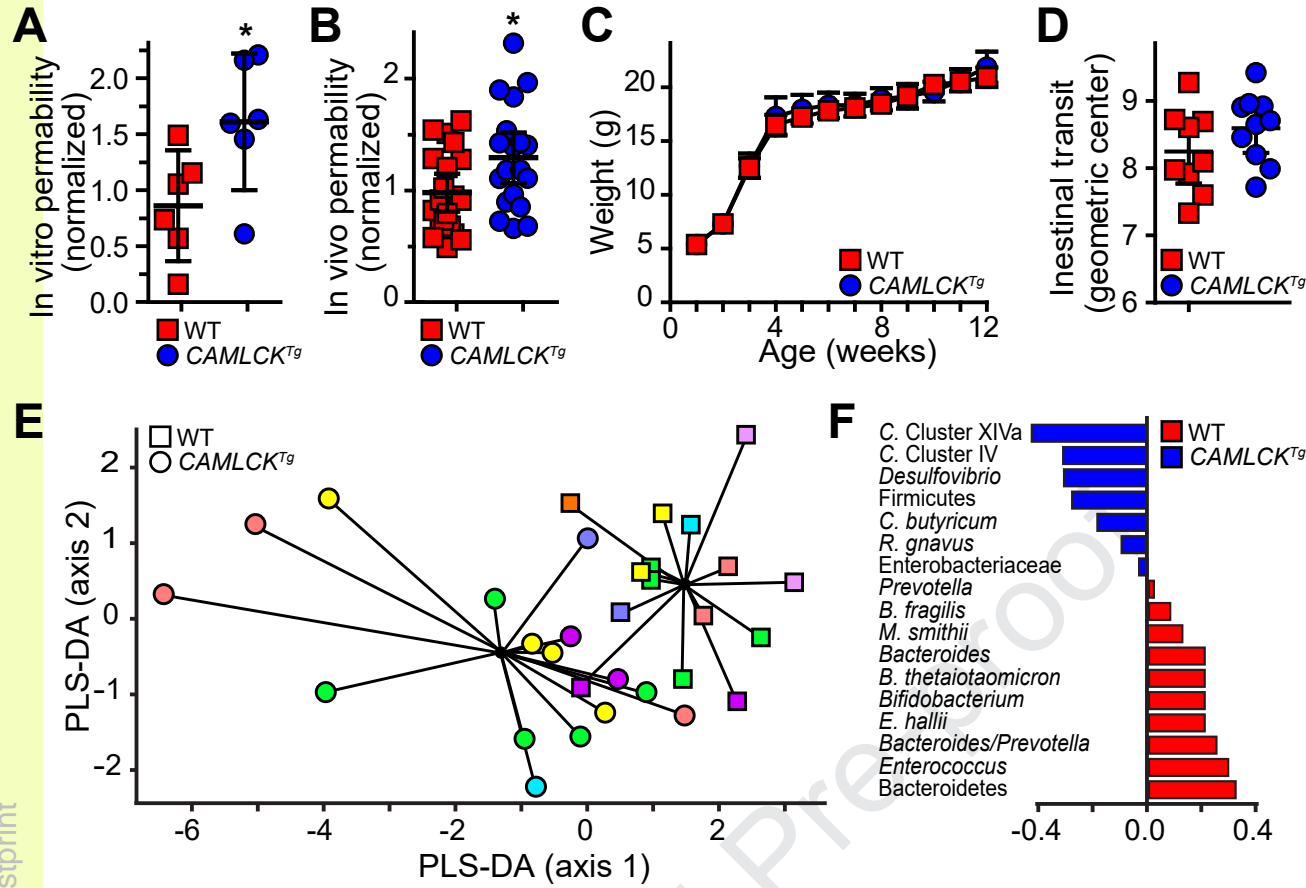 A
*
In vitro permability
(normalized)
2.0
1.5
1.0
0.5
0.0
WT
CAMLCKTg
B
*
In vivo permability
(normalized)
2
1
0
WT
CAMLCKTg
C
Weight (g)
20
15
10
5
0
0
4
8
12
Age (weeks)
WT
CAMLCKTg
D
Inestinal transit
(geometric center)
9
8
7
6
WT
CAMLCKTg
E
WT
CAMLCKTg
PLS-DA (axis 2)
2
1
0
-1
-2
-6
-4
-2
0
2
PLS-DA (axis 1)
F
WT
CAMLCKTg
C. Cluster XIVa
C. Cluster IV
Desulfovibrio
Firmicutes
C. butyricum
R. gnavus
Enterobacteriaceae
Prevotella
B. fragilis
M. smithii
Bacteroides
B. thetaiotaomicron
Bifidobacterium
E. hallii
Bacteroides/Prevotella
Enterococcus
Bacteroidetes
-0.4
0.0
0.4
stprint
Pre-proof